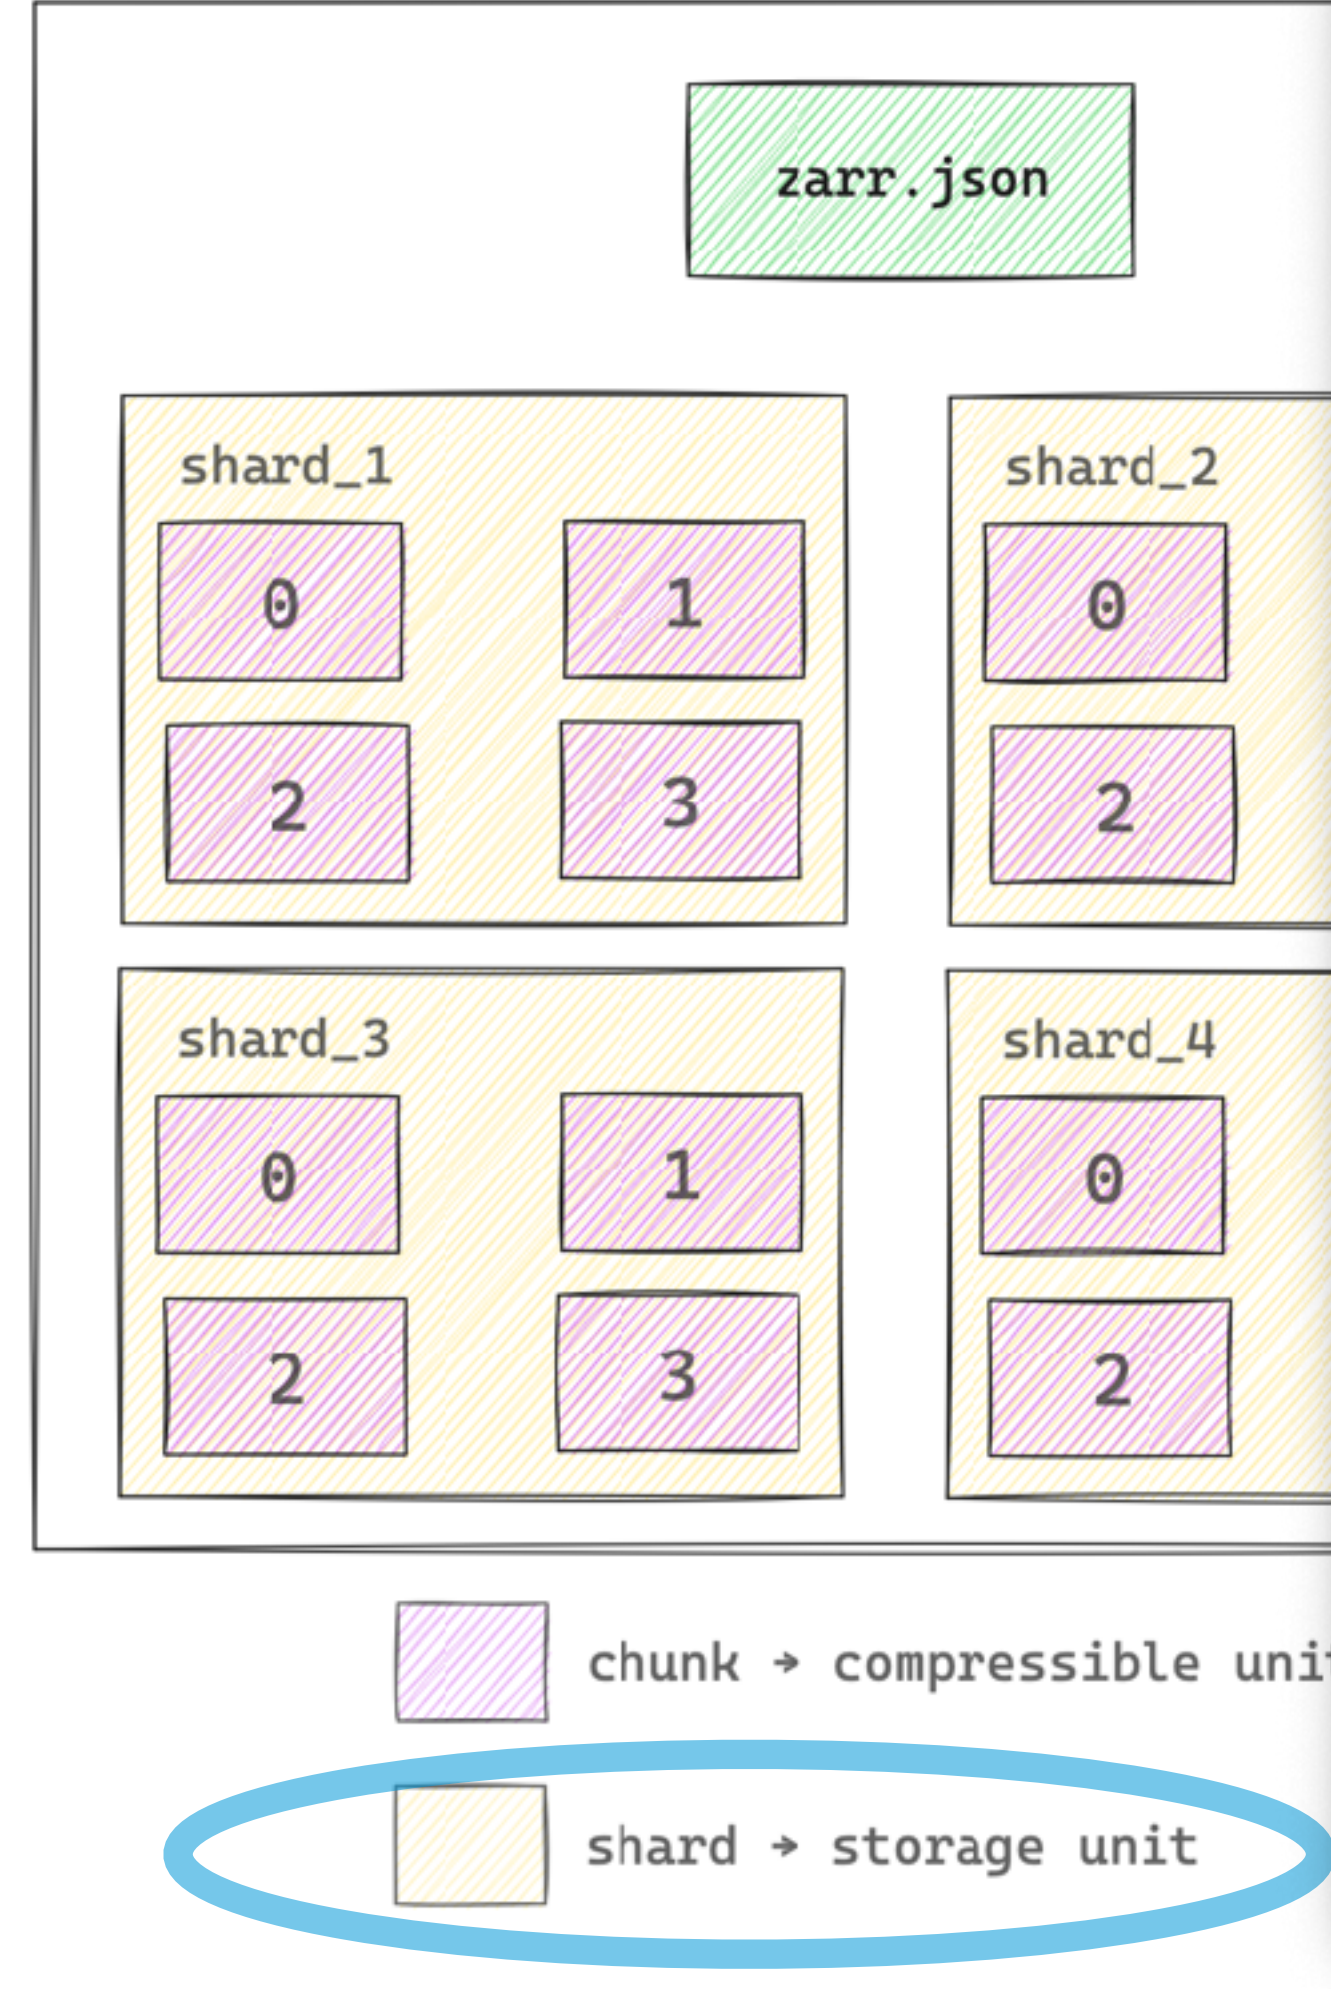 zarr.json
shard_1 shard_2
0 1 0
2 3 2
shard_3 shard_4
0 1 0
2 3 2
chunk → compressible
shard → storage unit